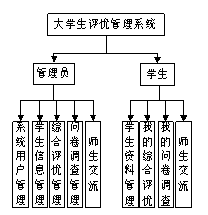 大学生评优管理系统
管理员
学生
系统用户管理
学生信息管理
综合评优管理
问卷调查管理
师生交流
学生资料管理
我的综合评优
我的问卷调查
师生交流